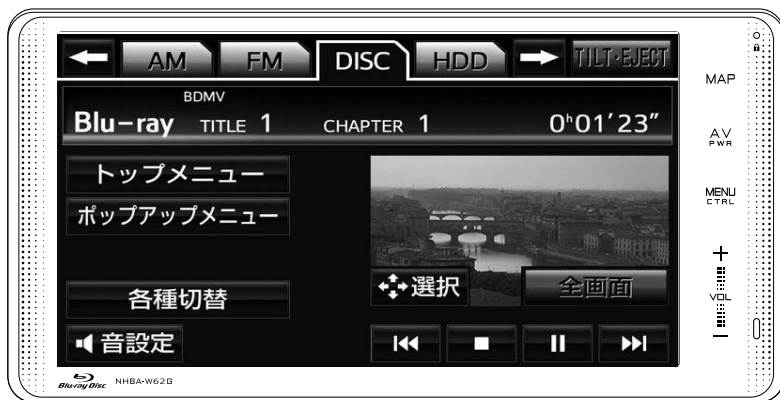 AM FM DISC HDD TILT・EJECT
BDMV
Blu-ray TITLE 1 CHAPTER 1 0h01'23"
トップメニュー
ポップアップメニュー
選択 全画面
各種切替
音設定
MAP
AV
PWR
MENU
CTRL
+
VOL
-
Blu-ray Disc NHBA-W62G